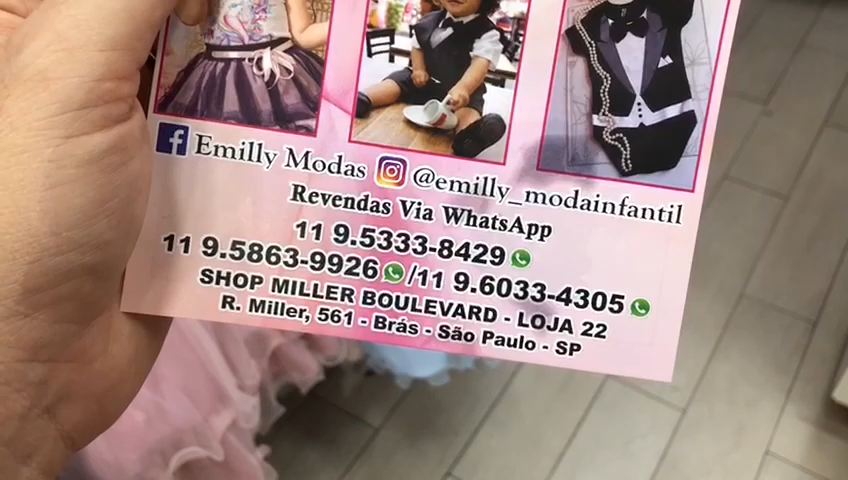 Emilly Modas @emilly_modainfantil
Revendas Via WhatsApp
11 9.5333-8429
11 9.5863-9926 /11 9.6033-4305
SHOP MILLER BOULEVARD - LOJA 22
R. Miller, 561 - Brás - São Paulo - SP